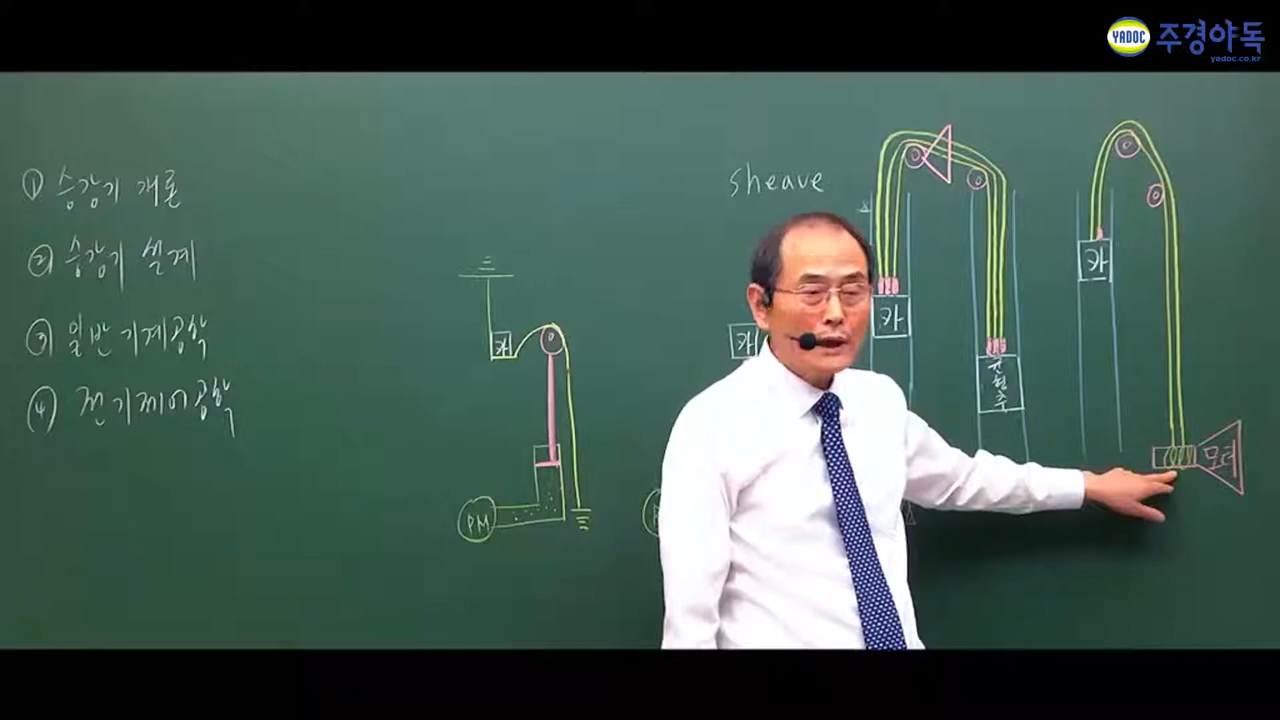 YADOC 주경야독
yadoc.co.kr
① 승강기 개론
② 승강기 설계
③ 일반기계공학
④ 전기제어공학
sheave
카
PM
카
카
균형추
카
모터